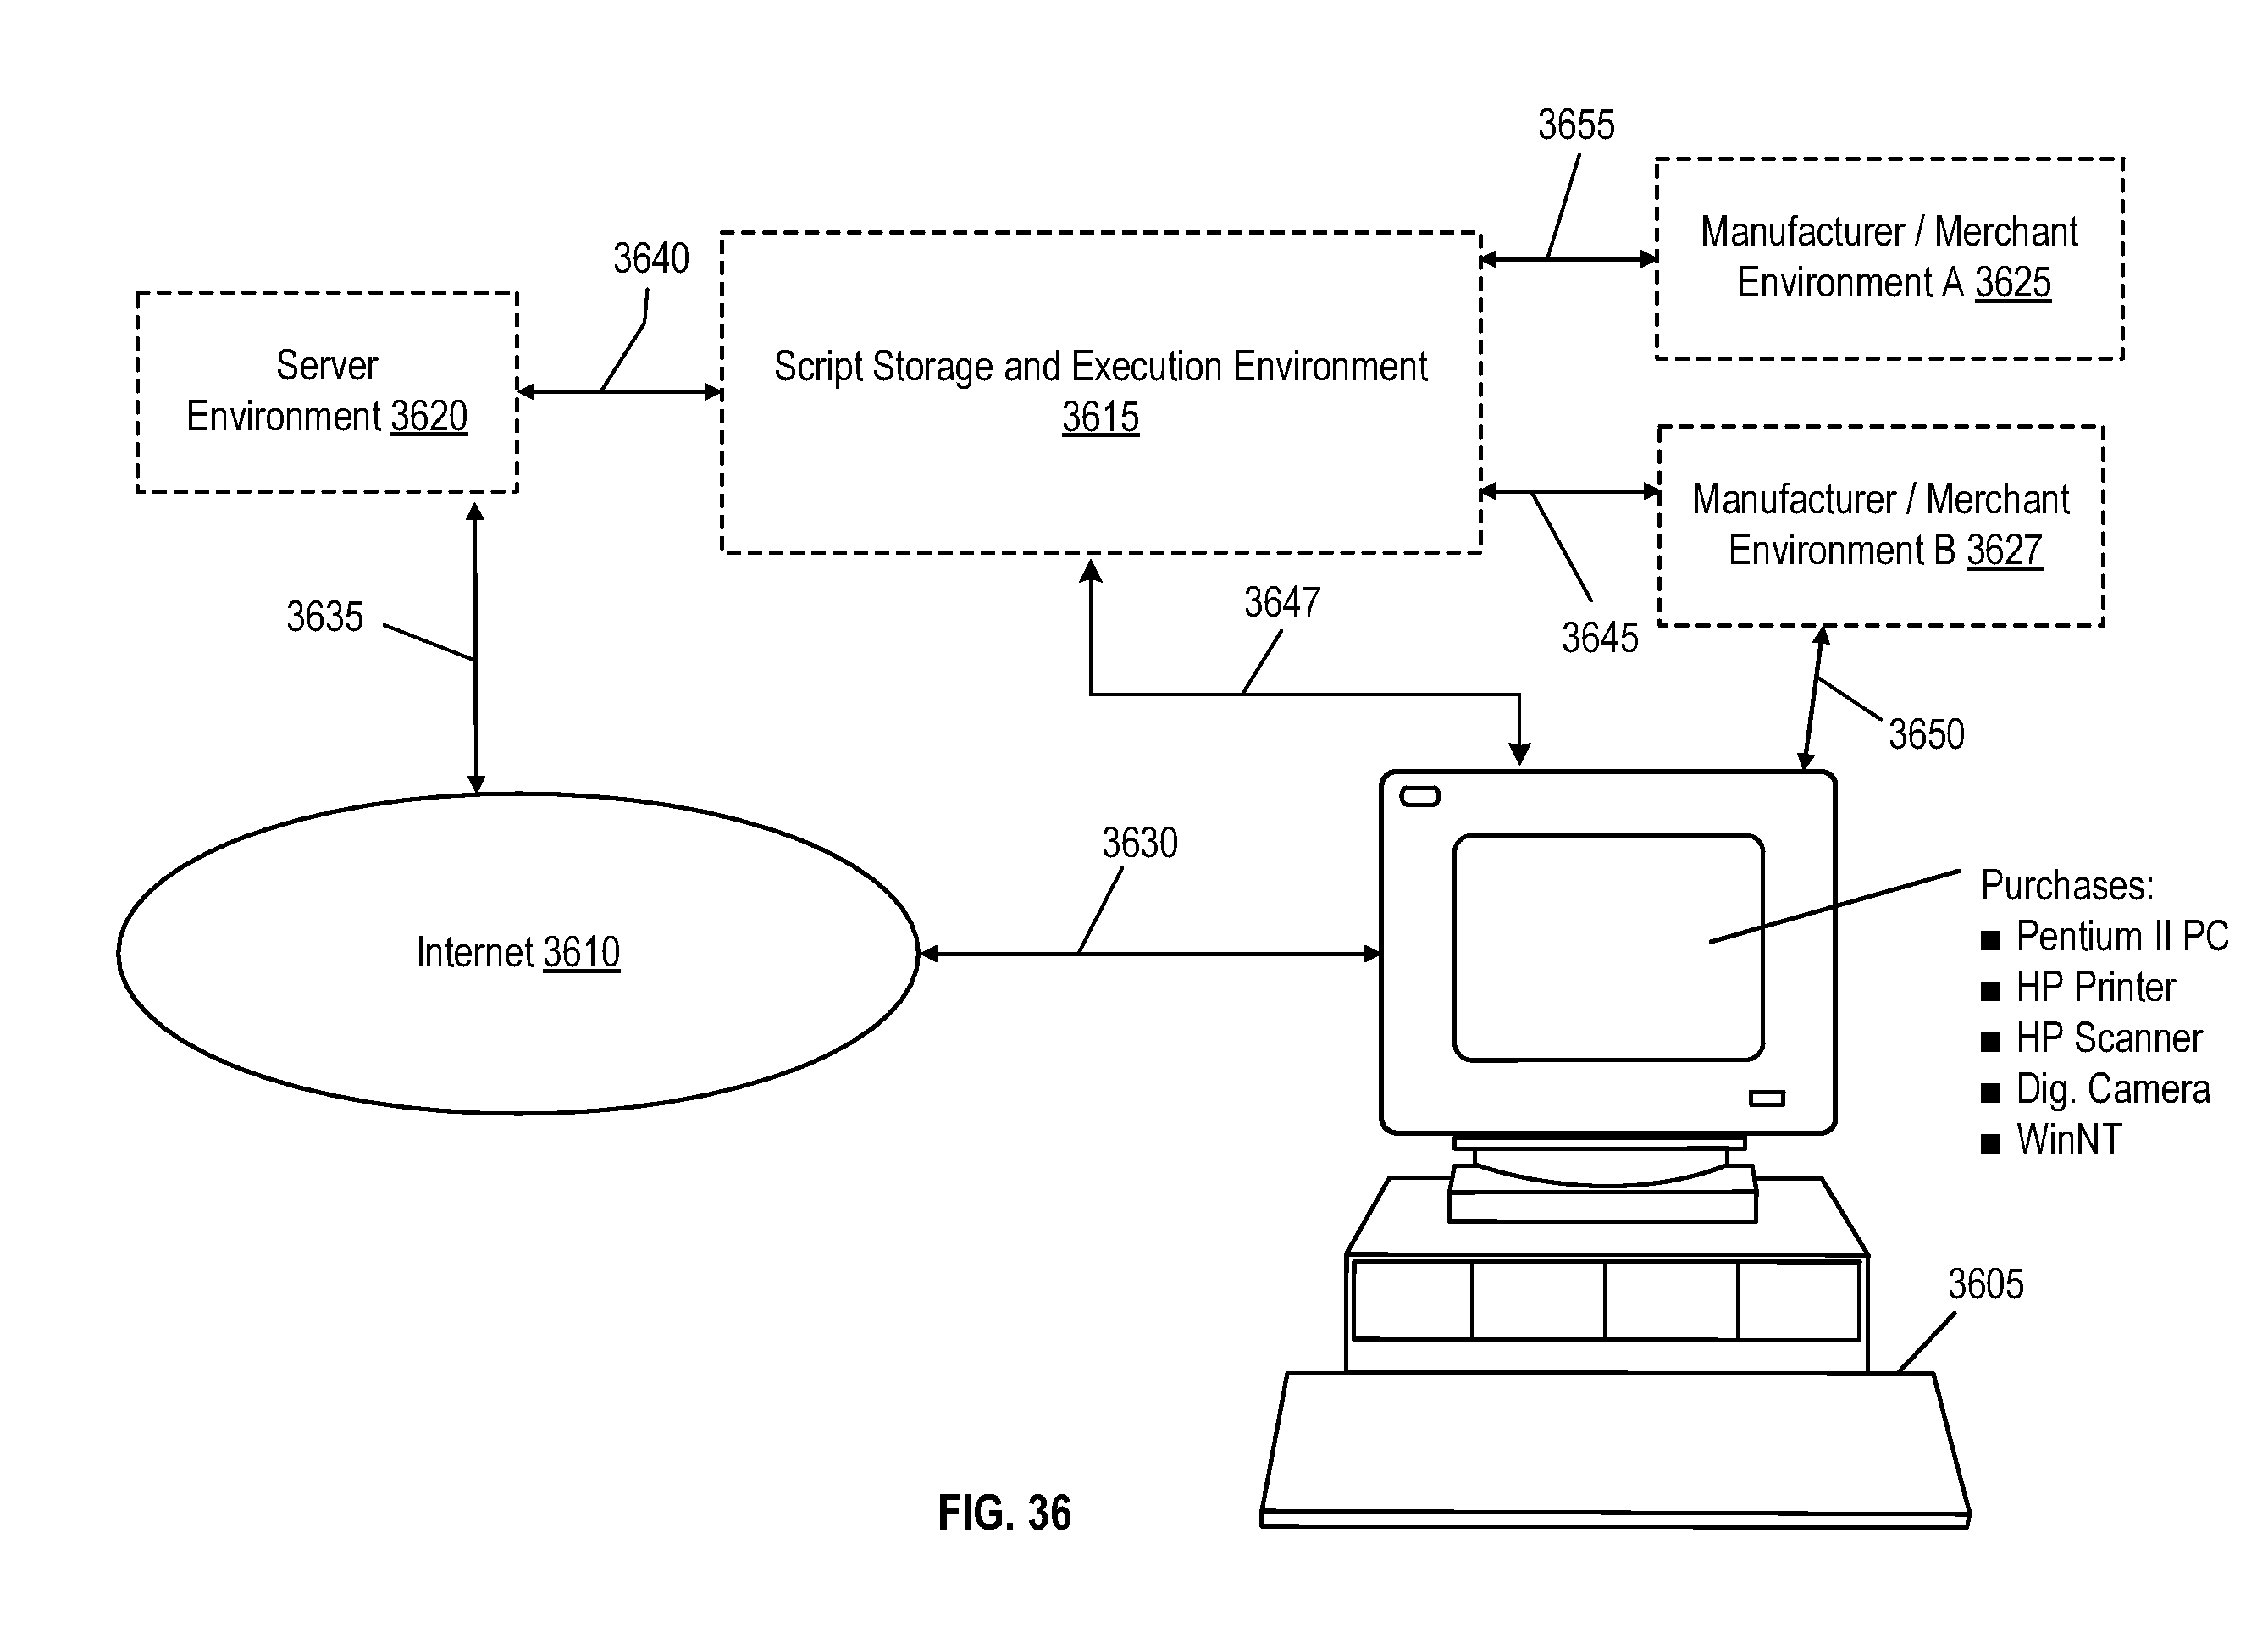 3655
Manufacturer / Merchant
Environment A 3625
3640
Server
Environment 3620
Script Storage and Execution Environment
3615
Manufacturer / Merchant
Environment B 3627
3635
3647
3645
3650
3630
Internet 3610
Purchases:
■ Pentium II PC
■ HP Printer
■ HP Scanner
■ Dig. Camera
■ WinNT
3605
FIG. 36